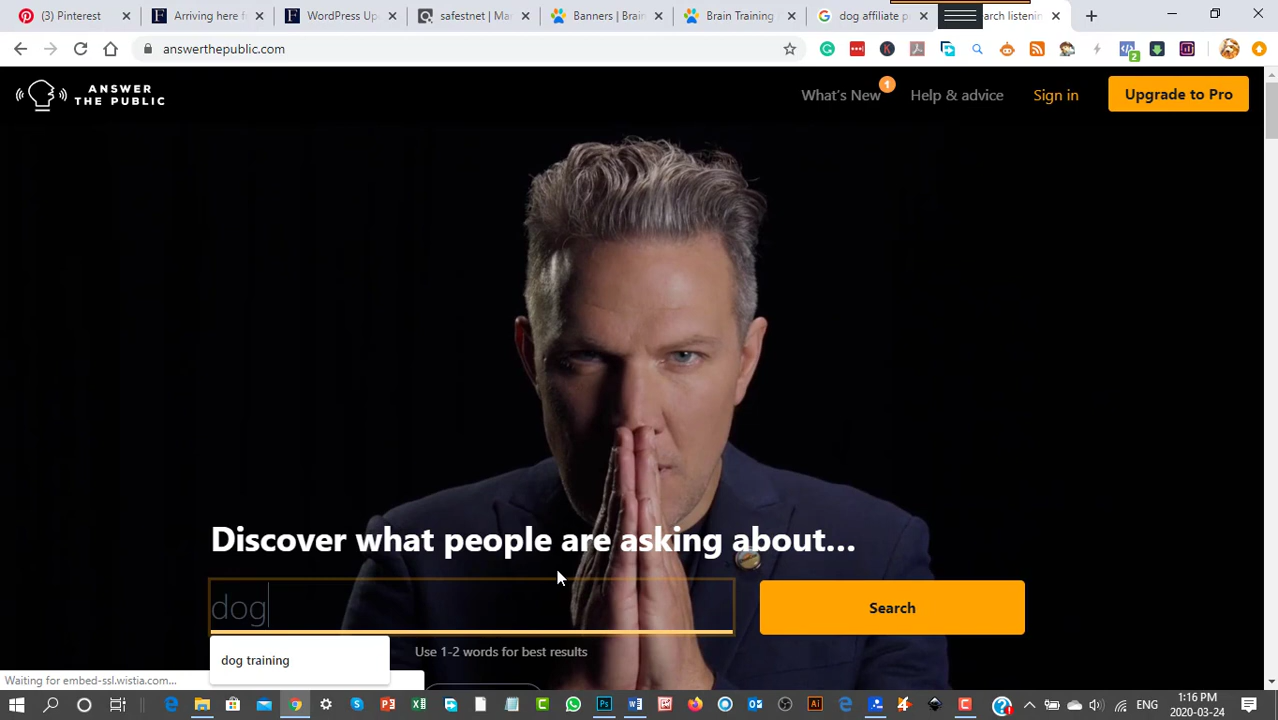 Pinterest
Arriving here
WordPress Up
safestnet | Ma
Banners | Brain
Brain Training
dog affiliate p
arch listenin
answerthepublic.com
2
ANSWER
THE PUBLIC
What's New
1
Help & advice
Sign in
Upgrade to Pro
Discover what people are asking about...
dog
Search
dog training
Use 1-2 words for best results
Waiting for embed-ssl.wistia.com...
ENG
1:16 PM
2020-03-24